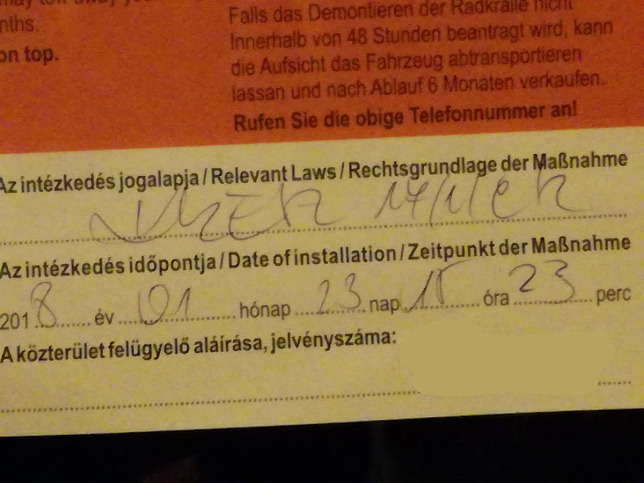 nths.
on top.
Falls das Demontieren der Radkralle nicht
Innerhalb von 48 Stunden beantragt wird, kann
die Aufsicht das Fahrzeug abtransportieren
lassan und nach Ablauf 6 Monaten verkaufen.
Rufen Sie die obige Telefonnummer an!
Az intézkedés jogalapja / Relevant Laws / Rechtsgrundlage der Maßnahme
Az intézkedés időpontja / Date of installation / Zeitpunkt der Maßnahme
2018 év 01 hónap 23 nap óra 23 perc
A közterület felügyelő aláírása, jelvényszáma: